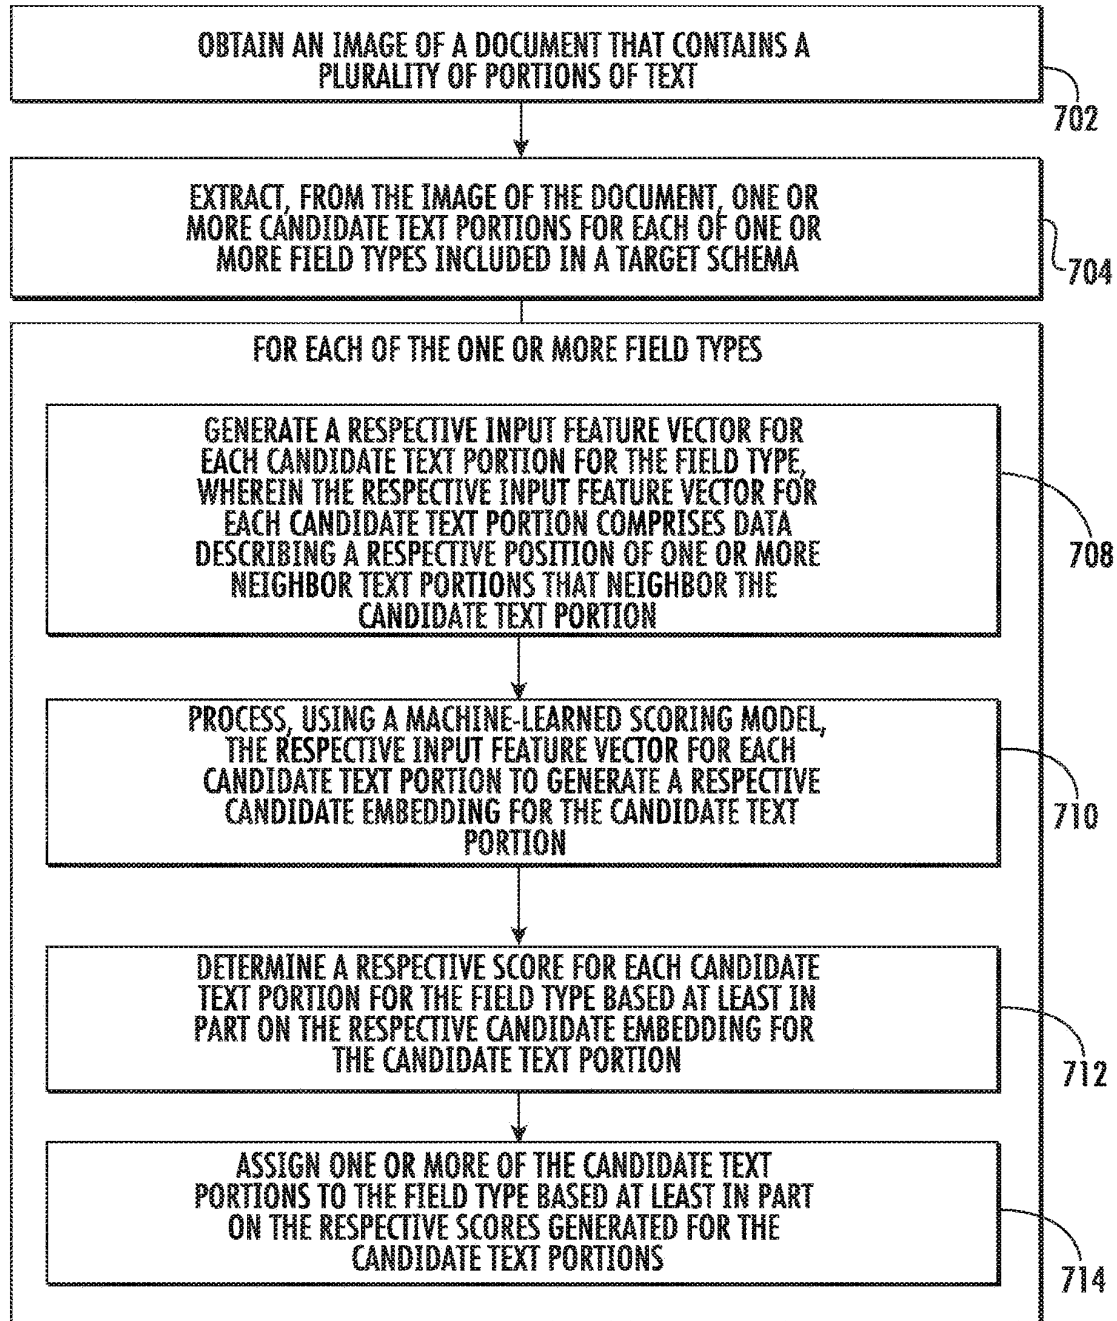 OBTAIN AN IMAGE OF A DOCUMENT THAT CONTAINS A
PLURALITY OF PORTIONS OF TEXT
702
EXTRACT, FROM THE IMAGE OF THE DOCUMENT, ONE OR
MORE CANDIDATE TEXT PORTIONS FOR EACH OF ONE OR
MORE FIELD TYPES INCLUDED IN A TARGET SCHEMA
704
FOR EACH OF THE ONE OR MORE FIELD TYPES
GENERATE A RESPECTIVE INPUT FEATURE VECTOR FOR
EACH CANDIDATE TEXT PORTION FOR THE FIELD TYPE,
WHEREIN THE RESPECTIVE INPUT FEATURE VECTOR FOR
EACH CANDIDATE TEXT PORTION COMPRISES DATA
DESCRIBING A RESPECTIVE POSITION OF ONE OR MORE
NEIGHBOR TEXT PORTIONS THAT NEIGHBOR THE
CANDIDATE TEXT PORTION
708
PROCESS, USING A MACHINE-LEARNED SCORING MODEL,
THE RESPECTIVE INPUT FEATURE VECTOR FOR EACH
CANDIDATE TEXT PORTION TO GENERATE A RESPECTIVE
CANDIDATE EMBEDDING FOR THE CANDIDATE TEXT
PORTION
710
DETERMINE A RESPECTIVE SCORE FOR EACH CANDIDATE
TEXT PORTION FOR THE FIELD TYPE BASED AT LEAST IN
PART ON THE RESPECTIVE CANDIDATE EMBEDDING FOR
THE CANDIDATE TEXT PORTION
712
ASSIGN ONE OR MORE OF THE CANDIDATE TEXT
PORTIONS TO THE FIELD TYPE BASED AT LEAST IN PART
ON THE RESPECTIVE SCORES GENERATED FOR THE
CANDIDATE TEXT PORTIONS
714